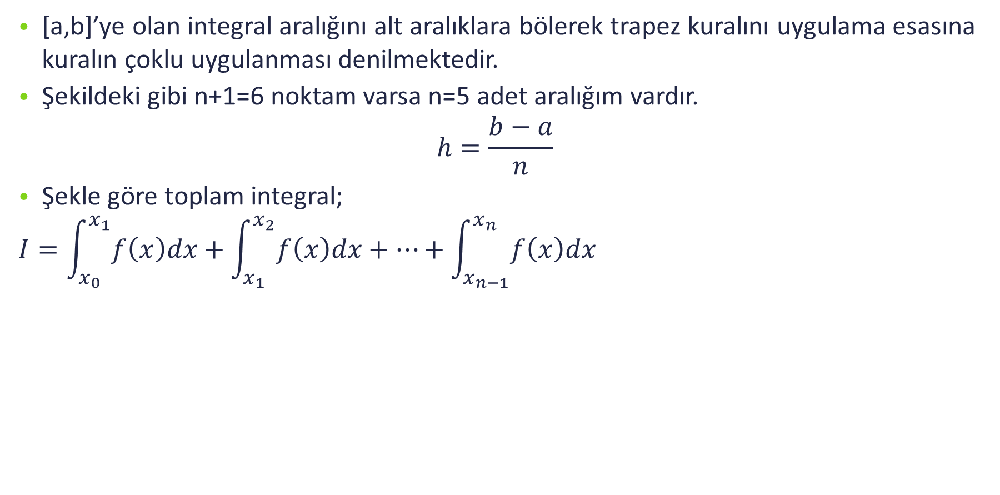 • [a,b]’ye olan integral aralığını alt aralıklara bölerek trapez kuralını uygulama esasına
kuralın çoklu uygulanması denilmektedir.
• Şekildeki gibi n+1=6 noktam varsa n=5 adet aralığım vardır.
h = \frac{b − a}{n}
• Şekle göre toplam integral;
I = \int_{x_0}^{x_1} f(x)dx + \int_{x_1}^{x_2} f(x)dx + ⋯ + \int_{x_{n−1}}^{x_n} f(x)dx